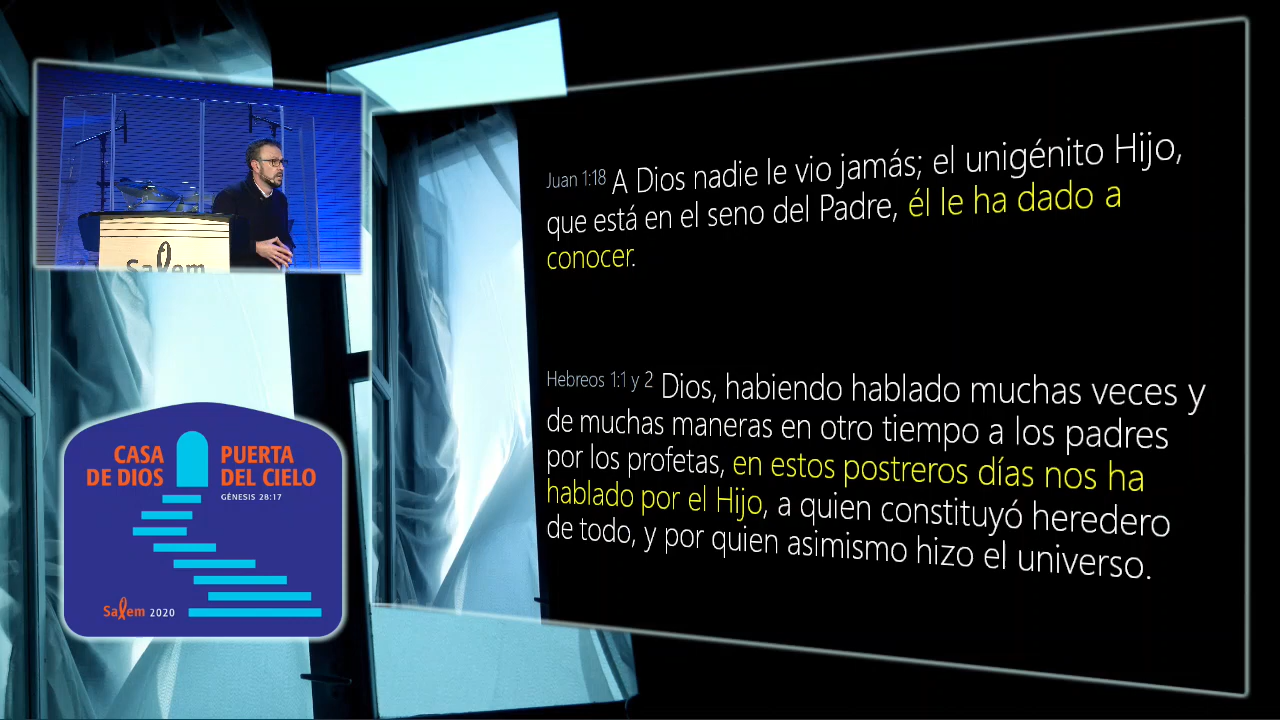 Salem
Juan 1:18 A Dios nadie le vio jamás; el unigénito Hijo,
que está en el seno del Padre, él le ha dado a
conocer.
Hebreos 1:1 y 2 Dios, habiendo hablado muchas veces y
de muchas maneras en otro tiempo a los padres
por los profetas, en estos postreros días nos ha
hablado por el Hijo, a quien constituyó heredero
de todo, y por quien asimismo hizo el universo.
CASA
DE DIOS
PUERTA
DEL CIELO
GÉNESIS 28:17
Salem 2020